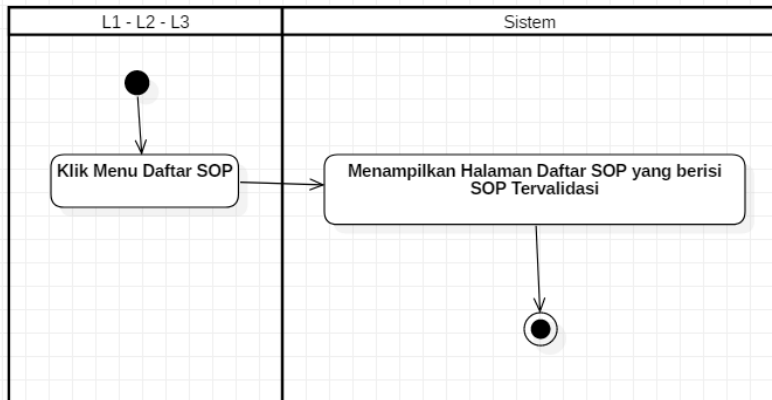 L1 - L2 - L3
Sistem
Klik Menu Daftar SOP
Menampilkan Halaman Daftar SOP yang berisi
SOP Tervalidasi